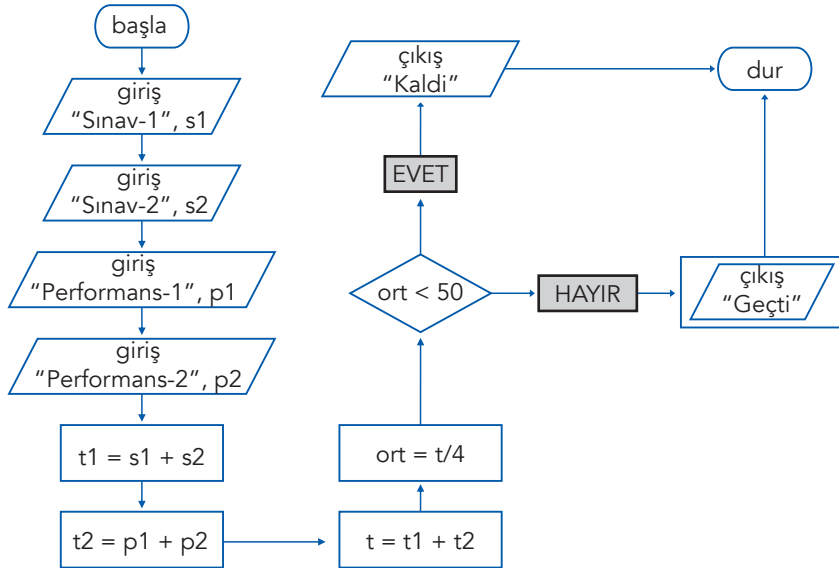 başla
giriş
“Sınav-1”, s1
giriş
“Sınav-2”, s2
giriş
“Performans-1”, p1
giriş
“Performans-2”, p2
t1 = s1 + s2
t2 = p1 + p2
t = t1 + t2
ort = t/4
ort < 50
EVET
çıkış
“Kaldi”
HAYIR
çıkış
“Geçti”
dur